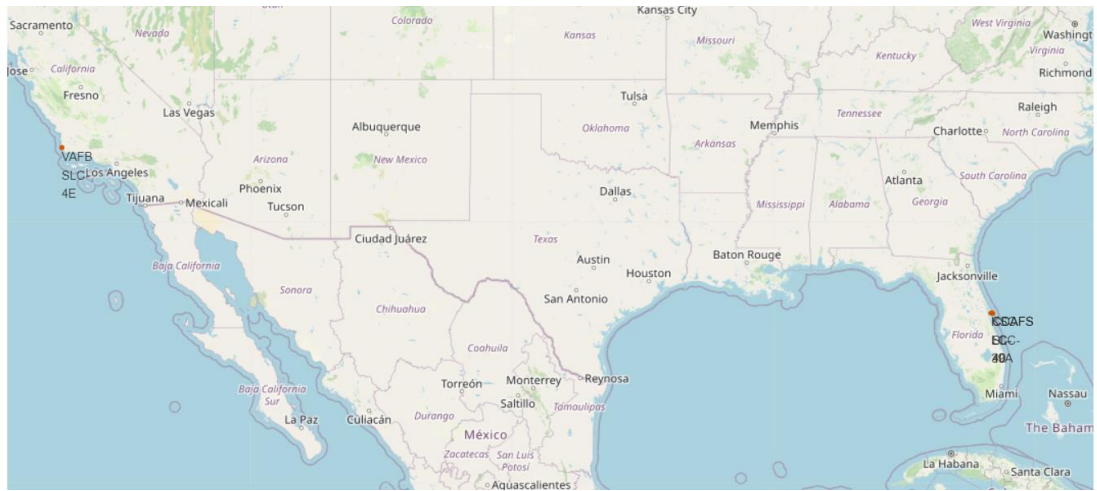 Utah
Kansas City
Sacramento
Colorado
West Virginia
Nevada
Washingt
Kansas
Missouri
Kentucky
Virginia
Jose
California
Richmond
Fresno
Tulsa
Raleigh
Las Vegas
Albuquerque
Memphis
Tennessee
Oklahoma
Charlotte
North Carolina
Arkansas
VAFB
SLC-
4E
Los Angeles
Arizona
New Mexico
Atlanta
South Carolina
Phoenix
Dallas
Tijuana
Mexicali
Tucson
Mississippi
Alabama
Georgia
Ciudad Juárez
Texas
Baton Rouge
Austin
Baja California
Houston
Jacksonville
Sonora
San Antonio
Chihuahua
Florida
Coahuila
Torreón
Monterrey
Reynosa
Baja California
Sur
Saltillo
Miami
Nassau
La Paz
Culiacán
Durango
Tamaulipas
México
The Baham
Zacatecas
San Luis
Potosí
La Habana
Santa Clara
Aguascalientes